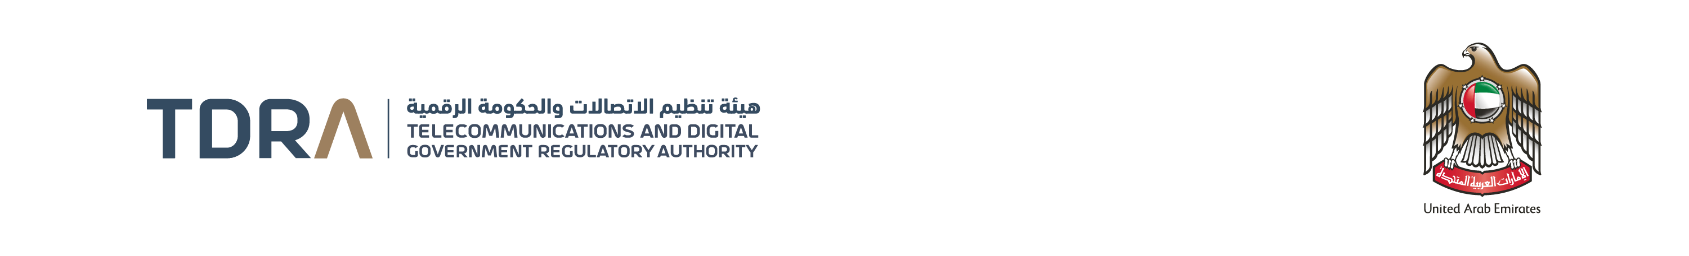 TDRA
هيئة تنظيم الاتصالات والحكومة الرقمية
TELECOMMUNICATIONS AND DIGITAL
GOVERNMENT REGULATORY AUTHORITY
الإمارات العربية المتحدة
United Arab Emirates